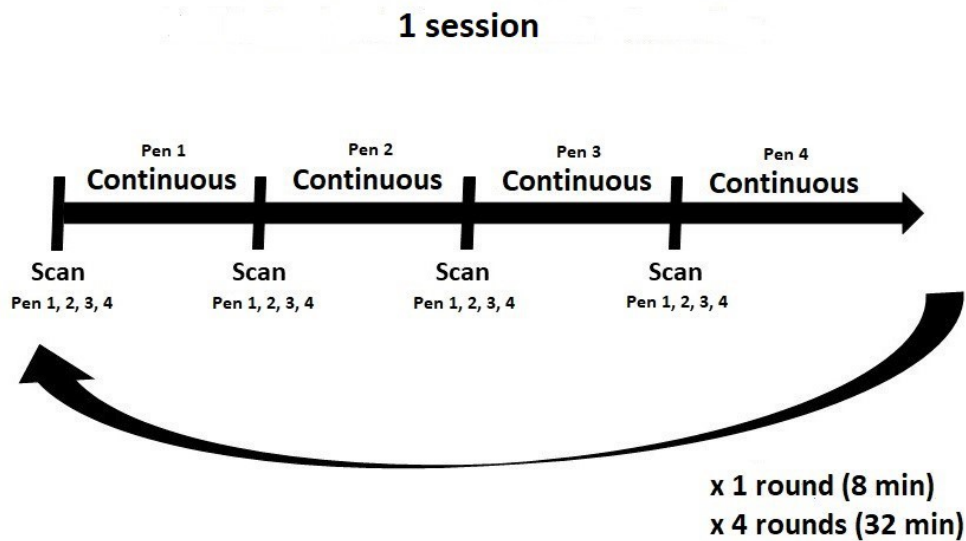 1 session
Pen 1 Pen 2 Pen 3 Pen 4
Continuous Continuous Continuous Continuous
Scan Scan Scan Scan
Pen 1, 2, 3, 4 Pen 1, 2, 3, 4 Pen 1, 2, 3, 4 Pen 1, 2, 3, 4
x 1 round (8 min)
x 4 rounds (32 min)